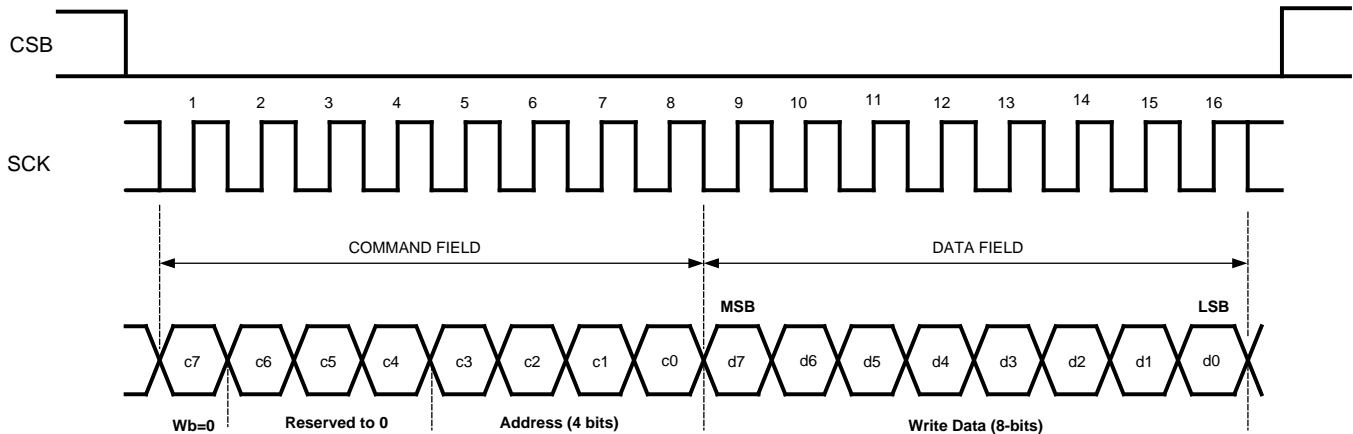 CSB
1 2 3 4 5 6 7 8 9 10 11 12 13 14 15 16
SCK
COMMAND FIELD DATA FIELD
MSB LSB
c7 c6 c5 c4 c3 c2 c1 c0 d7 d6 d5 d4 d3 d2 d1 d0
Wb=0 Reserved to 0 Address (4 bits) Write Data (8-bits)